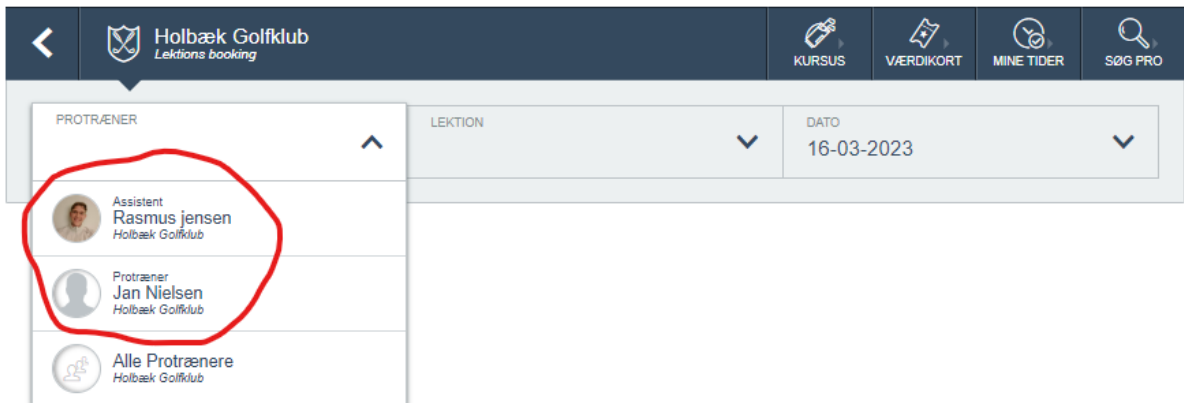 Holbæk Golfklub
Lektions booking
KURSUS
VÆRDIKORT
MINE TIDER
SØG PRO
PROTRÆNER
LEKTION
DATO
16-03-2023
Assistent
Rasmus jensen
Holbæk Golfklub
Protræner
Jan Nielsen
Holbæk Golfklub
Alle Protrænere
Holbæk Golfklub